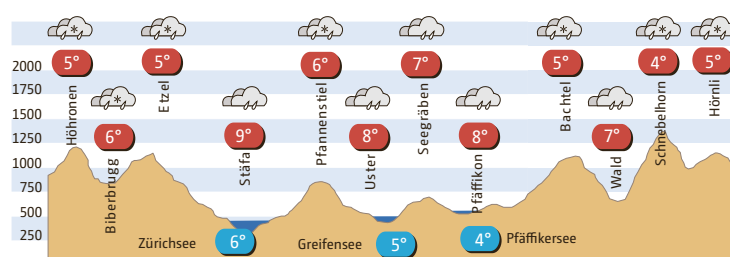 5° 5° 6° 7° 5° 4° 5°
2000
1750
1500
1250
1000
750
500
250
Höhronen
Biberbrugg
Etzel
Stäfa
Pfannenstiel
Uster
Seegräben
Pfäffikon
Bachtel
Wald
Schnebelhorn
Hörnli
6° 9° 8° 8° 7°
Zürichsee 6° Greifensee 5° 4° Pfäffikersee